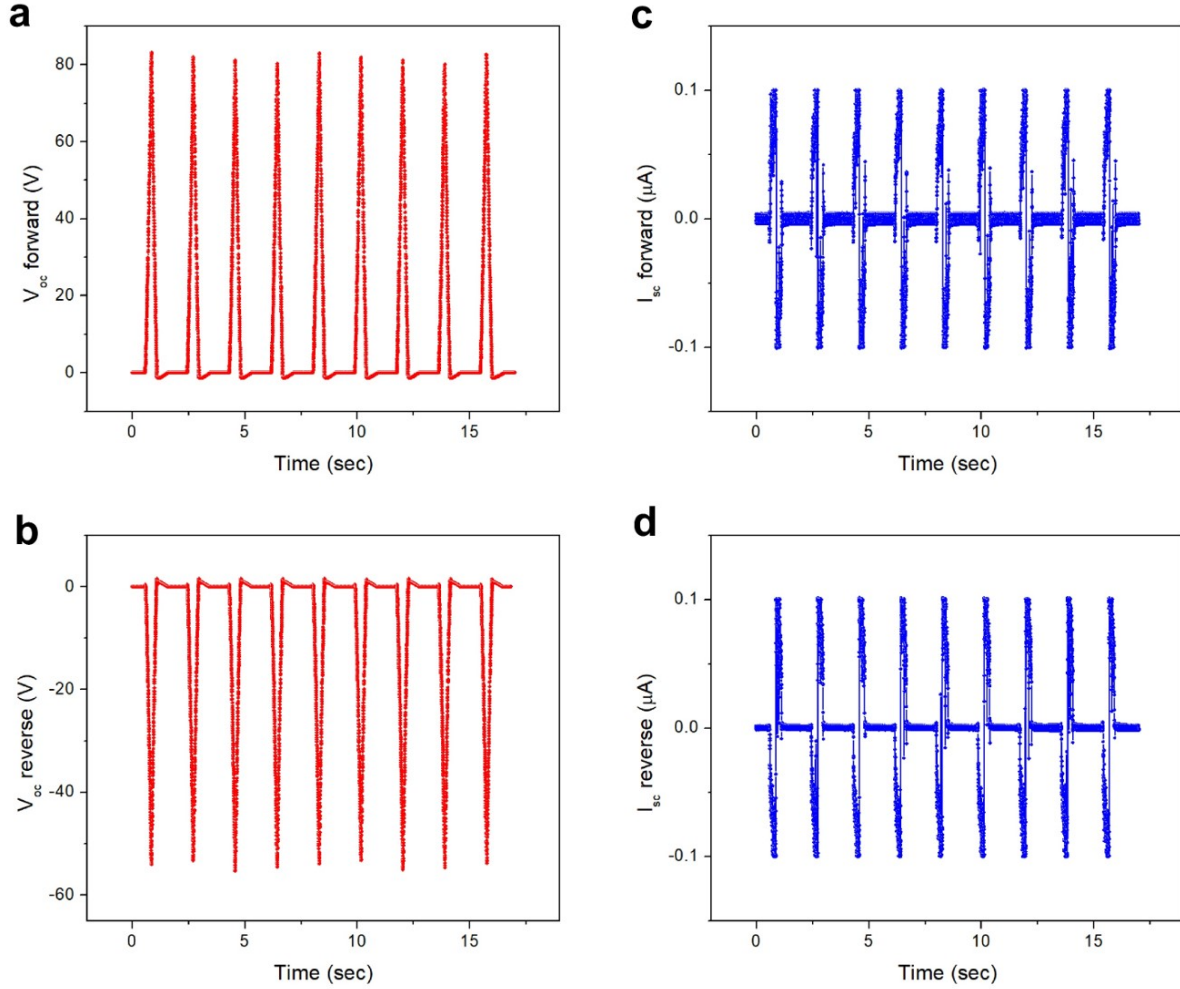 a
80
60
40
20
0
V_oc forward (V)
0 5 10 15
Time (sec)
c
0.1
0.0
-0.1
I_sc forward (μA)
0 5 10 15
Time (sec)
b
0
-20
-40
-60
V_oc reverse (V)
0 5 10 15
Time (sec)
d
0.1
0.0
-0.1
I_sc reverse (μA)
0 5 10 15
Time (sec)